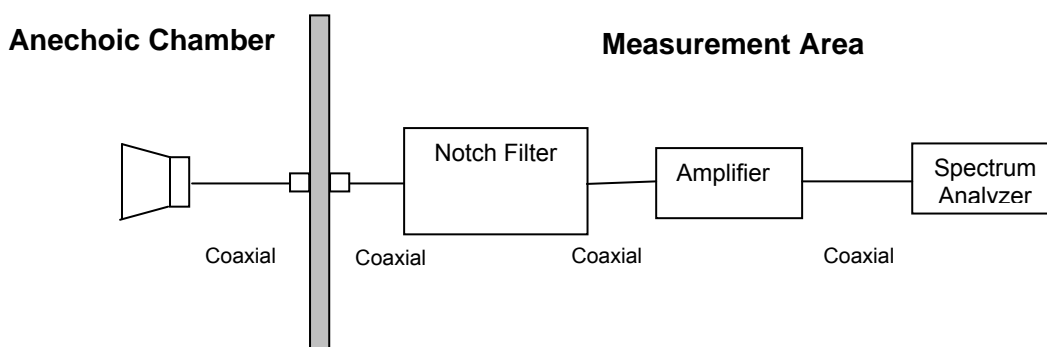 Anechoic Chamber
Measurement Area
Notch Filter
Amplifier
Spectrum
Analyzer
Coaxial
Coaxial
Coaxial
Coaxial